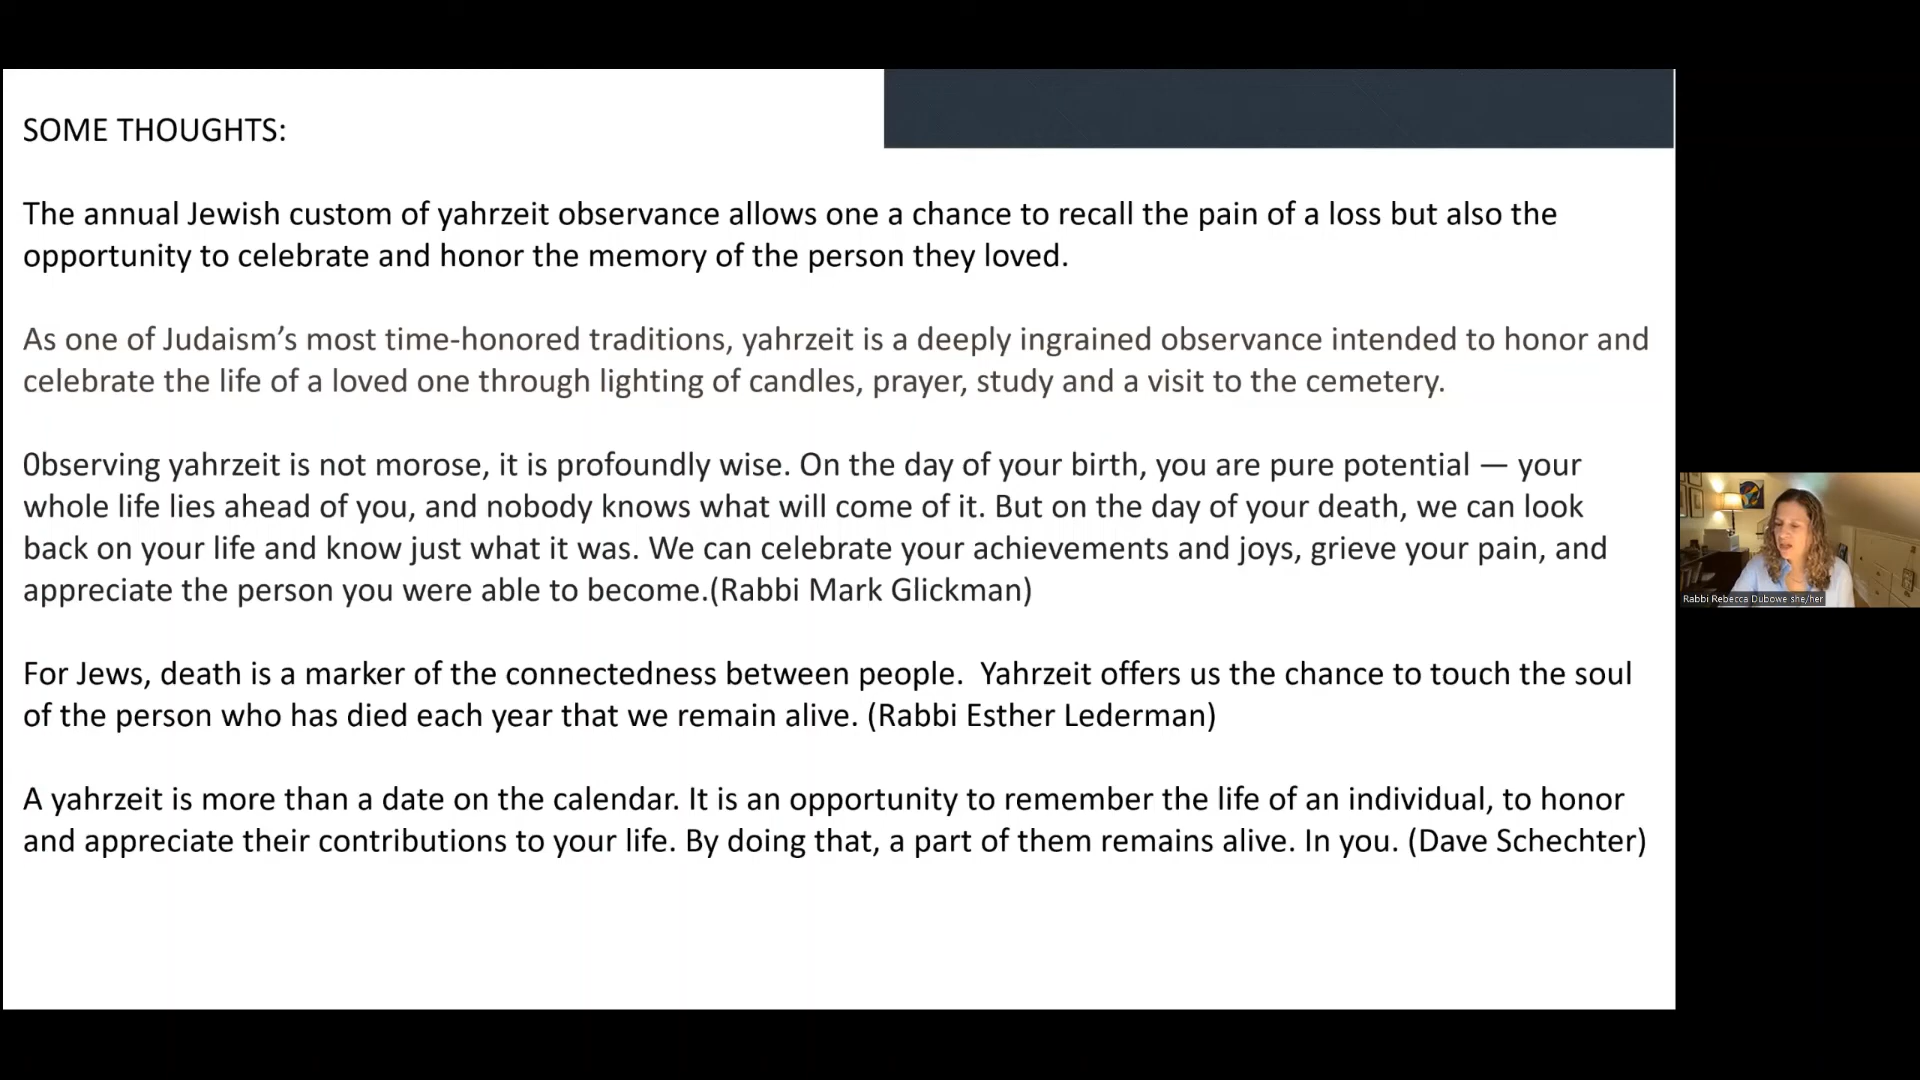 SOME THOUGHTS:
The annual Jewish custom of yahrzeit observance allows one a chance to recall the pain of a loss but also the
opportunity to celebrate and honor the memory of the person they loved.
As one of Judaism’s most time-honored traditions, yahrzeit is a deeply ingrained observance intended to honor and
celebrate the life of a loved one through lighting of candles, prayer, study and a visit to the cemetery.
0bserving yahrzeit is not morose, it is profoundly wise. On the day of your birth, you are pure potential — your
whole life lies ahead of you, and nobody knows what will come of it. But on the day of your death, we can look
back on your life and know just what it was. We can celebrate your achievements and joys, grieve your pain, and
appreciate the person you were able to become.(Rabbi Mark Glickman)
For Jews, death is a marker of the connectedness between people.  Yahrzeit offers us the chance to touch the soul
of the person who has died each year that we remain alive. (Rabbi Esther Lederman)
A yahrzeit is more than a date on the calendar. It is an opportunity to remember the life of an individual, to honor
and appreciate their contributions to your life. By doing that, a part of them remains alive. In you. (Dave Schechter)
Rabbi Rebecca Dubowe she/her